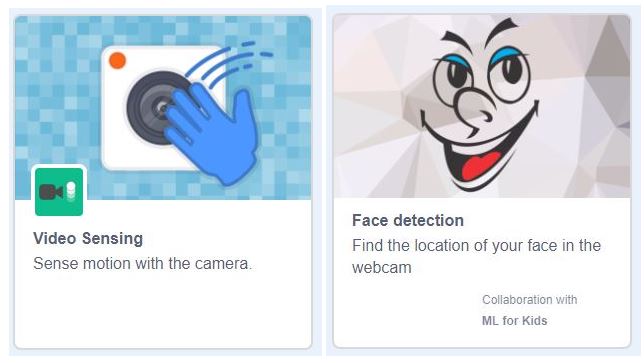 Video Sensing
Sense motion with the camera.
Face detection
Find the location of your face in the
webcam
Collaboration with
ML for Kids